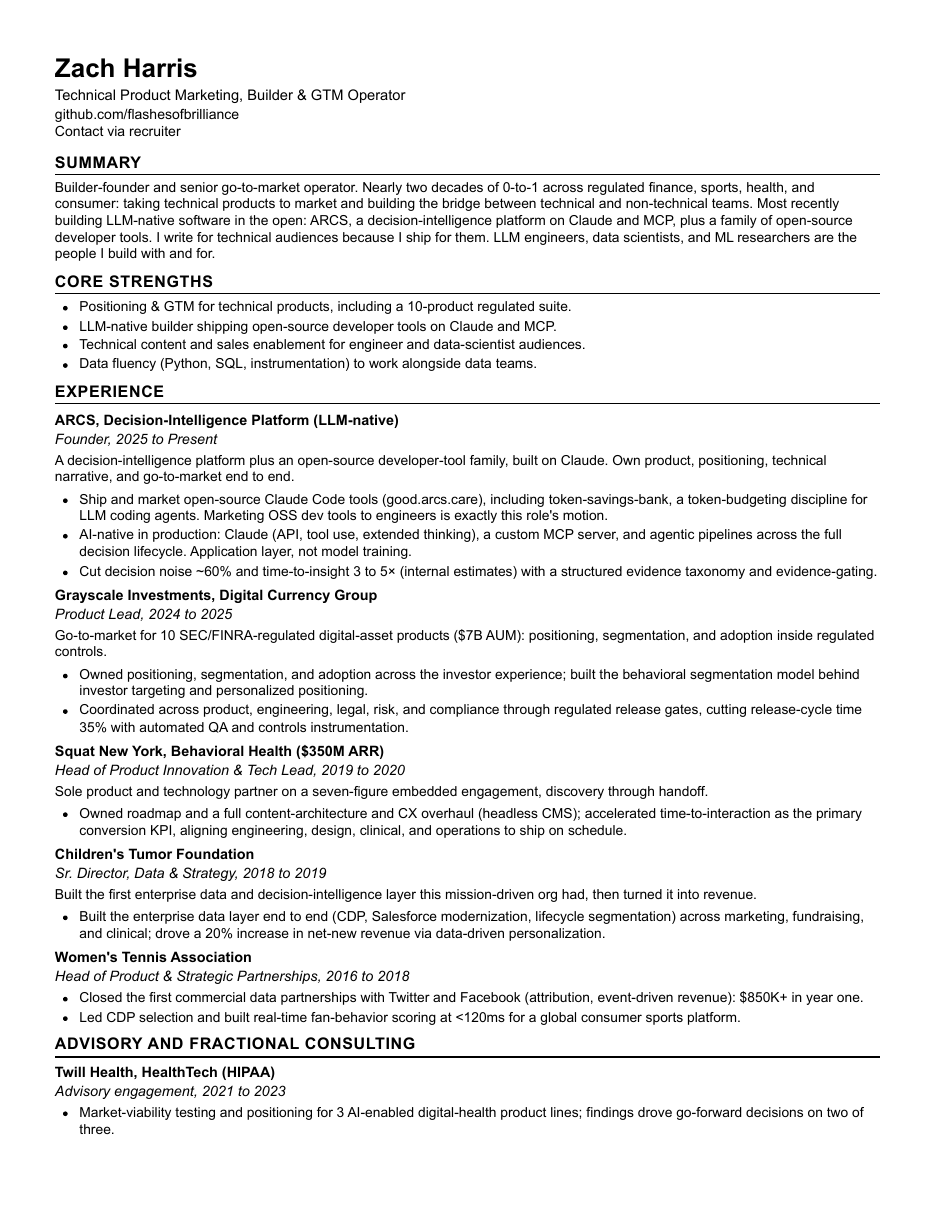 Zach Harris
Technical Product Marketing, Builder & GTM Operator
github.com/flashesofbrilliance
Contact via recruiter
SUMMARY
Builder-founder and senior go-to-market operator. Nearly two decades of 0-to-1 across regulated finance, sports, health, and
consumer: taking technical products to market and building the bridge between technical and non-technical teams. Most recently
building LLM-native software in the open: ARCS, a decision-intelligence platform on Claude and MCP, plus a family of open-source
developer tools. I write for technical audiences because I ship for them. LLM engineers, data scientists, and ML researchers are the
people I build with and for.
CORE STRENGTHS
• Positioning & GTM for technical products, including a 10-product regulated suite.
• LLM-native builder shipping open-source developer tools on Claude and MCP.
• Technical content and sales enablement for engineer and data-scientist audiences.
• Data fluency (Python, SQL, instrumentation) to work alongside data teams.
EXPERIENCE
ARCS, Decision-Intelligence Platform (LLM-native)
Founder, 2025 to Present
A decision-intelligence platform plus an open-source developer-tool family, built on Claude. Own product, positioning, technical
narrative, and go-to-market end to end.
• Ship and market open-source Claude Code tools (good.arcs.care), including token-savings-bank, a token-budgeting discipline for
LLM coding agents. Marketing OSS dev tools to engineers is exactly this role's motion.
• AI-native in production: Claude (API, tool use, extended thinking), a custom MCP server, and agentic pipelines across the full
decision lifecycle. Application layer, not model training.
• Cut decision noise ~60% and time-to-insight 3 to 5× (internal estimates) with a structured evidence taxonomy and evidence-gating.
Grayscale Investments, Digital Currency Group
Product Lead, 2024 to 2025
Go-to-market for 10 SEC/FINRA-regulated digital-asset products ($7B AUM): positioning, segmentation, and adoption inside regulated
controls.
• Owned positioning, segmentation, and adoption across the investor experience; built the behavioral segmentation model behind
investor targeting and personalized positioning.
• Coordinated across product, engineering, legal, risk, and compliance through regulated release gates, cutting release-cycle time
35% with automated QA and controls instrumentation.
Squat New York, Behavioral Health ($350M ARR)
Head of Product Innovation & Tech Lead, 2019 to 2020
Sole product and technology partner on a seven-figure embedded engagement, discovery through handoff.
• Owned roadmap and a full content-architecture and CX overhaul (headless CMS); accelerated time-to-interaction as the primary
conversion KPI, aligning engineering, design, clinical, and operations to ship on schedule.
Children's Tumor Foundation
Sr. Director, Data & Strategy, 2018 to 2019
Built the first enterprise data and decision-intelligence layer this mission-driven org had, then turned it into revenue.
• Built the enterprise data layer end to end (CDP, Salesforce modernization, lifecycle segmentation) across marketing, fundraising,
and clinical; drove a 20% increase in net-new revenue via data-driven personalization.
Women's Tennis Association
Head of Product & Strategic Partnerships, 2016 to 2018
• Closed the first commercial data partnerships with Twitter and Facebook (attribution, event-driven revenue): $850K+ in year one.
• Led CDP selection and built real-time fan-behavior scoring at <120ms for a global consumer sports platform.
ADVISORY AND FRACTIONAL CONSULTING
Twill Health, HealthTech (HIPAA)
Advisory engagement, 2021 to 2023
• Market-viability testing and positioning for 3 AI-enabled digital-health product lines; findings drove go-forward decisions on two of
three.